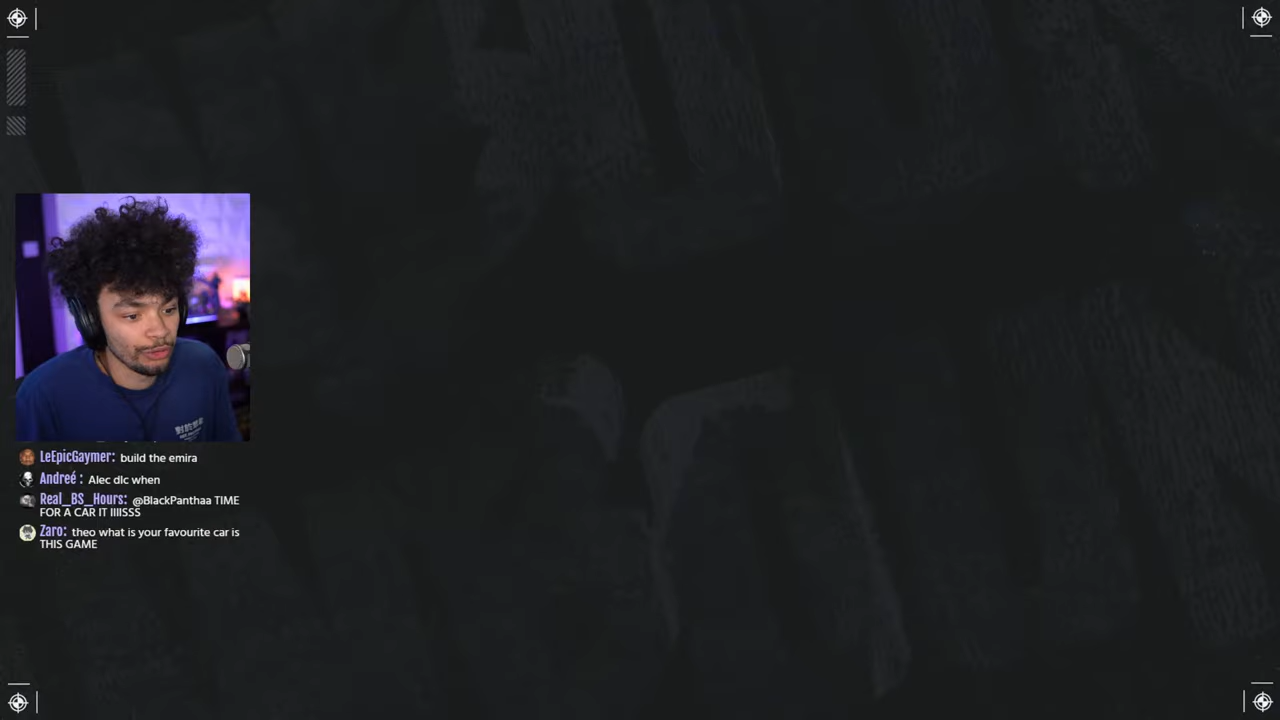 LeEpicGaymer: build the emira
Andreé : Alec dlc when
Real_BS_Hours: @BlackPanthaa TIME
FOR A CAR IT IIIISSS
Zaro: theo what is your favourite car is
THIS GAME